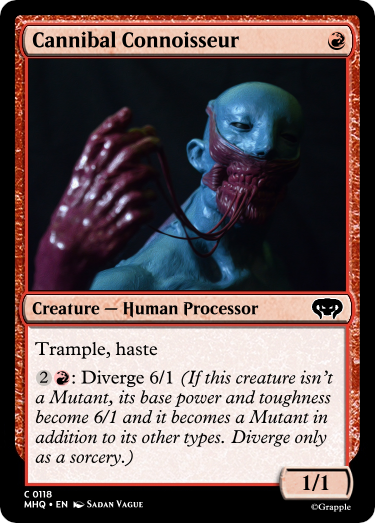 Cannibal Connoisseur
Creature — Human Processor
Trample, haste
2 R: Diverge 6/1 (If this creature isn't
a Mutant, its base power and toughness
become 6/1 and it becomes a Mutant in
addition to its other types. Diverge only
as a sorcery.)
1/1
C 0118
MHQ • EN Sadan Vague
©Grapple